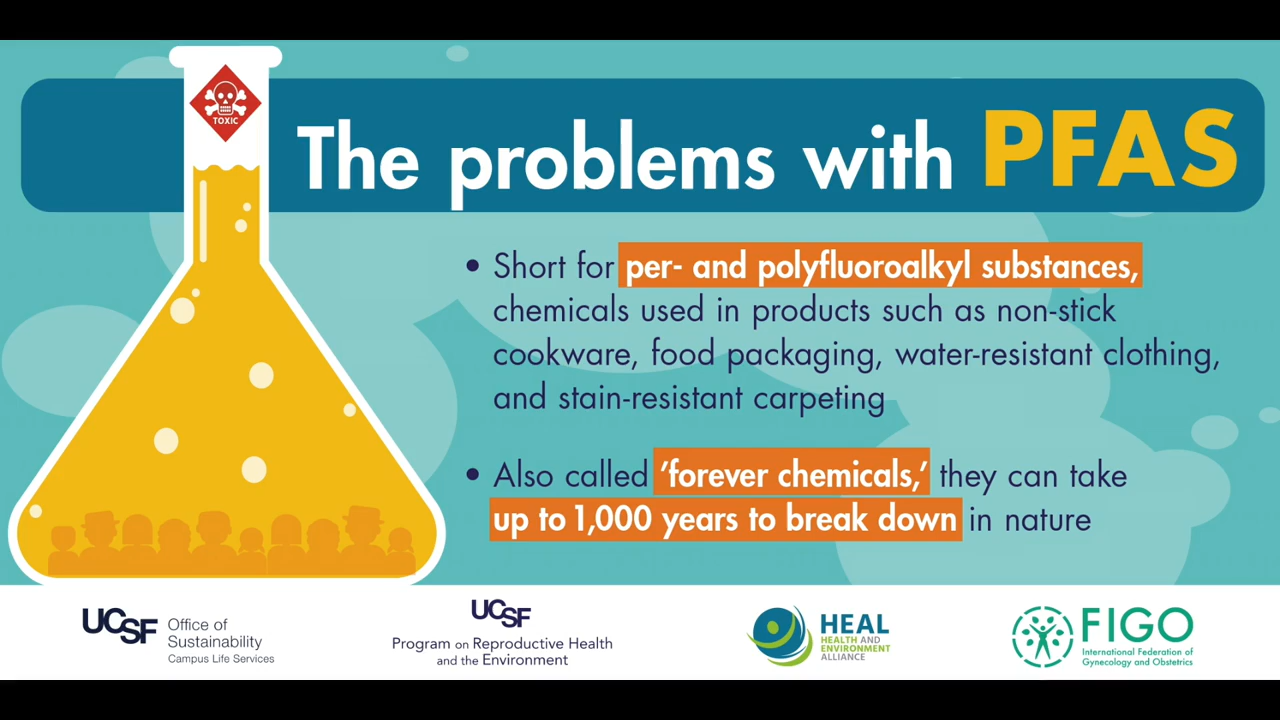 TOXIC
The problems with PFAS
• Short for per- and polyfluoroalkyl substances,
chemicals used in products such as non-stick
cookware, food packaging, water-resistant clothing,
and stain-resistant carpeting
• Also called 'forever chemicals,' they can take
up to 1,000 years to break down in nature
UCSF
Office of
Sustainability
Campus Life Services
UCSF
Program on Reproductive Health
and the Environment
HEAL
HEALTH AND
ENVIRONMENT
ALLIANCE
FIGO
International Federation of
Gynecology and Obstetrics